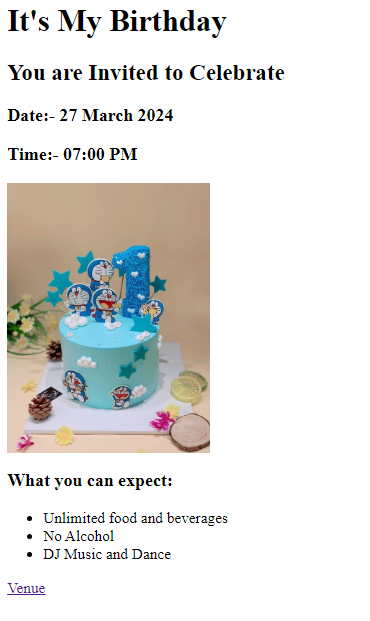 It's My Birthday
You are Invited to Celebrate
Date:- 27 March 2024
Time:- 07:00 PM
1
What you can expect:
Unlimited food and beverages
No Alcohol
DJ Music and Dance
Venue